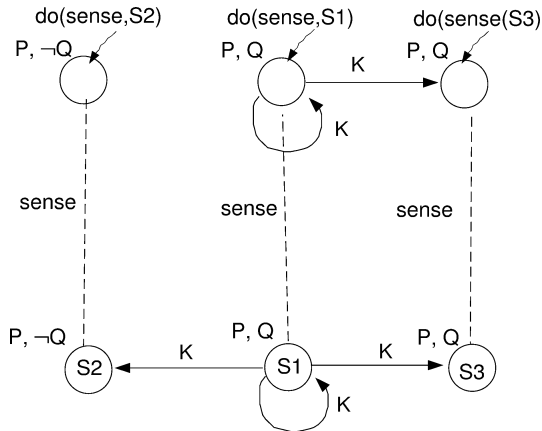 do(sense,S2) do(sense,S1) do(sense(S3)
P, ¬Q P, Q P, Q
K
K
sense sense sense
P, ¬Q P, Q P, Q
K K
S2 S1 S3
K